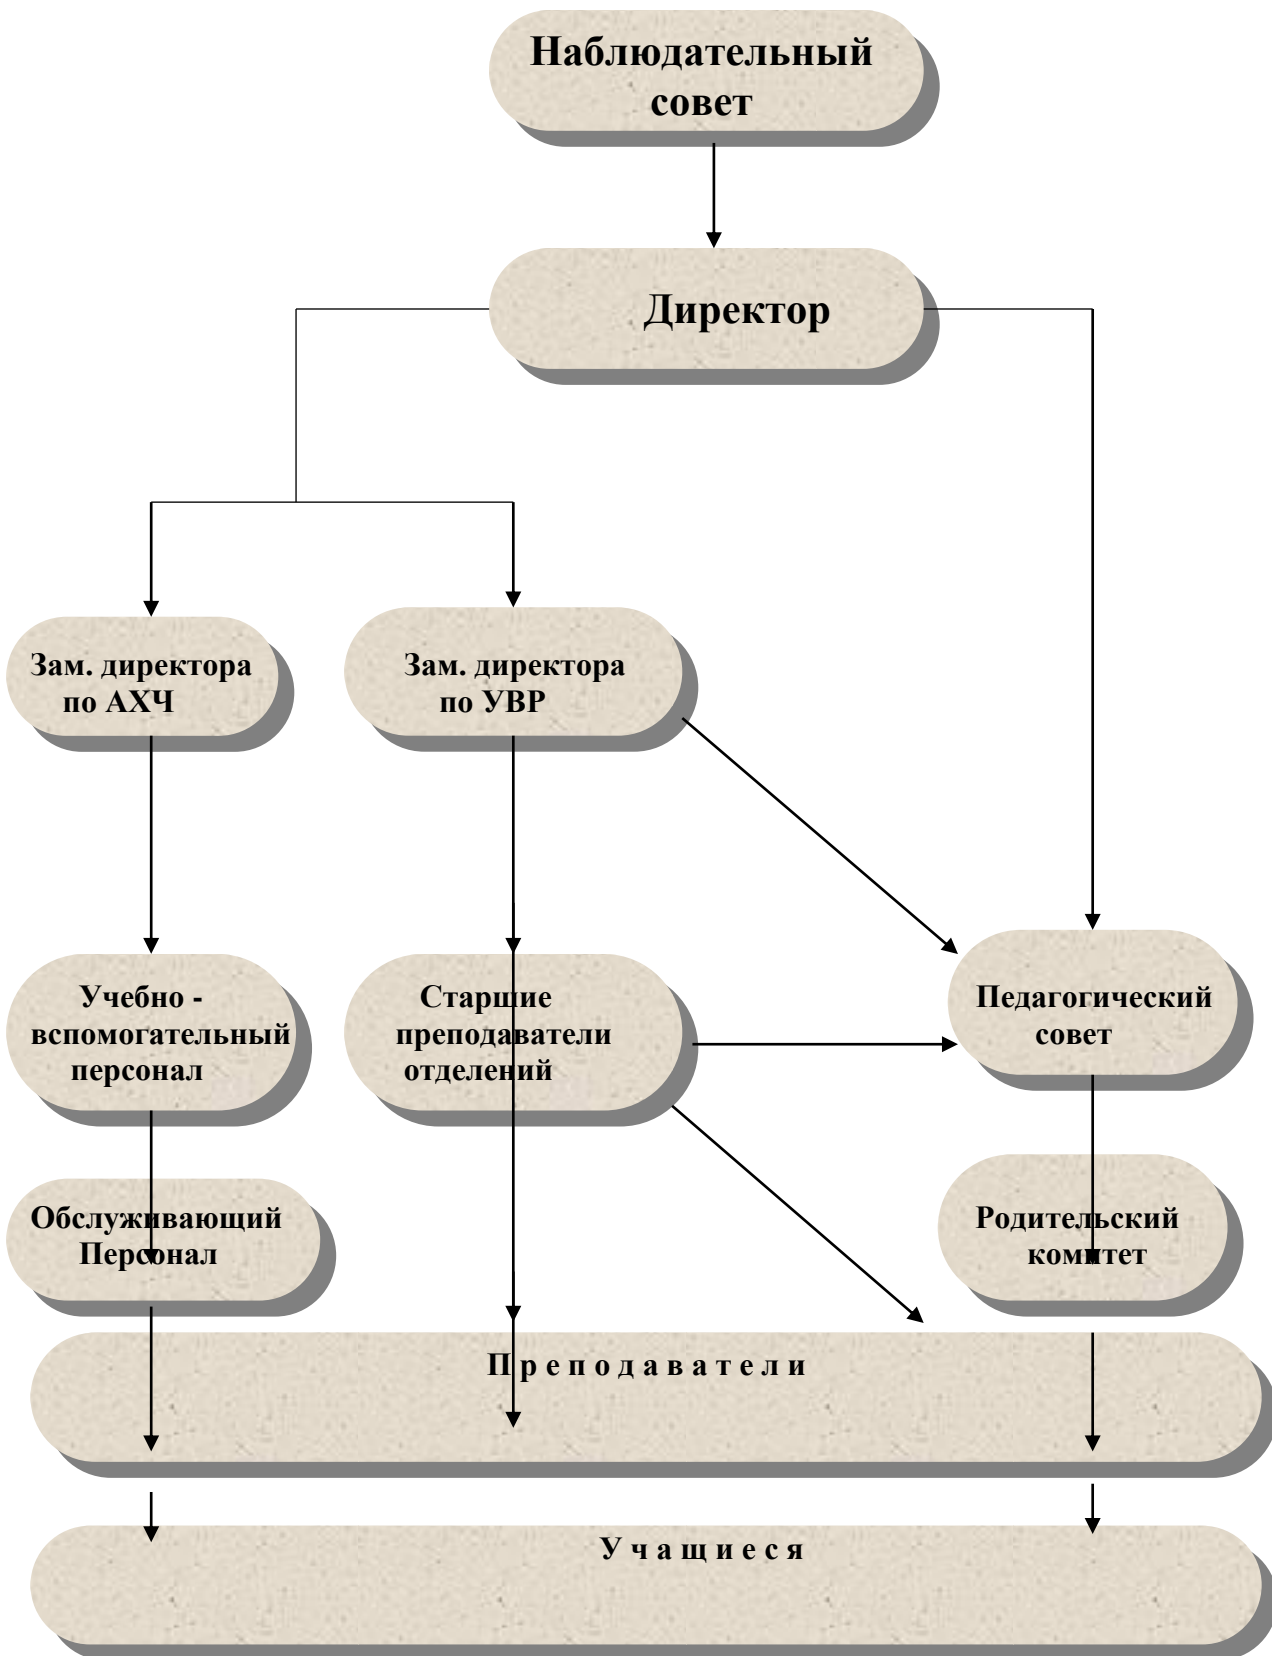 Наблюдательный
совет
Директор
Зам. директора
по АХЧ
Зам. директора
по УВР
Учебно -
вспомогательный
персонал
Старшие
преподаватели
отделений
Педагогический
совет
Обслуживающий
Персонал
Родительский
комитет
П р е п о д а в а т е л и
У ч а щ и е с я